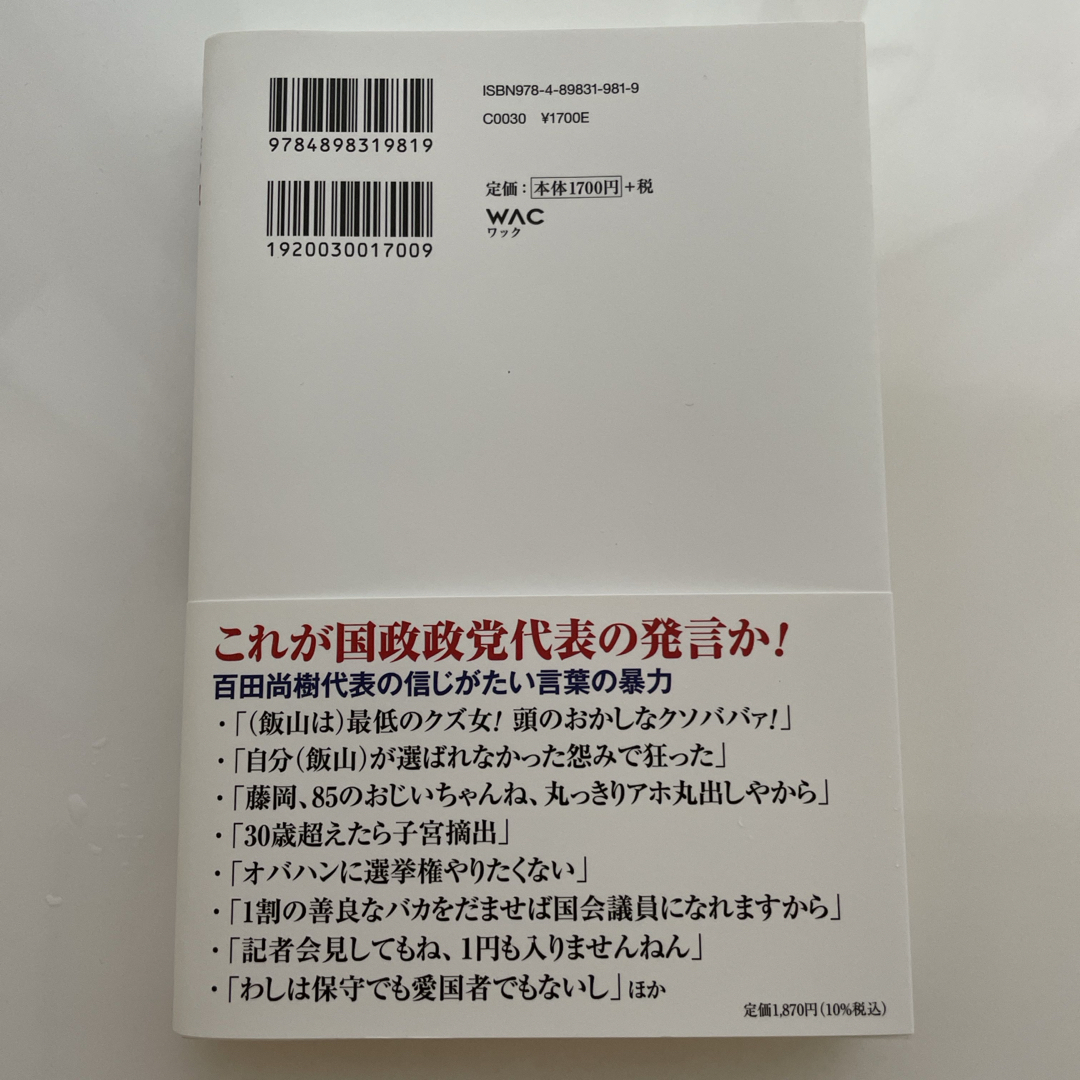 ISBN978-4-89831-981-9
C0030 ¥1700E
9784898319819
定価：本体1700円+税
WAC
ワック
1920030017009
これが国政政党代表の発言か！
百田尚樹代表の信じがたい言葉の暴力
・「（飯山は）最低のクズ女！ 頭のおかしなクソババァ！」
・「自分（飯山）が選ばれなかった怨みで狂った」
・「藤岡、85のおじいちゃんね、丸っきりアホ丸出しやから」
・「30歳超えたら子宮摘出」
・「オバハンに選挙権やりたくない」
・「1割の善良なバカをだませば国会議員になれますから」
・「記者会見してもね、1円も入りませんねん」
・「わしは保守でも愛国者でもないし」ほか
定価1,870円（10%税込）